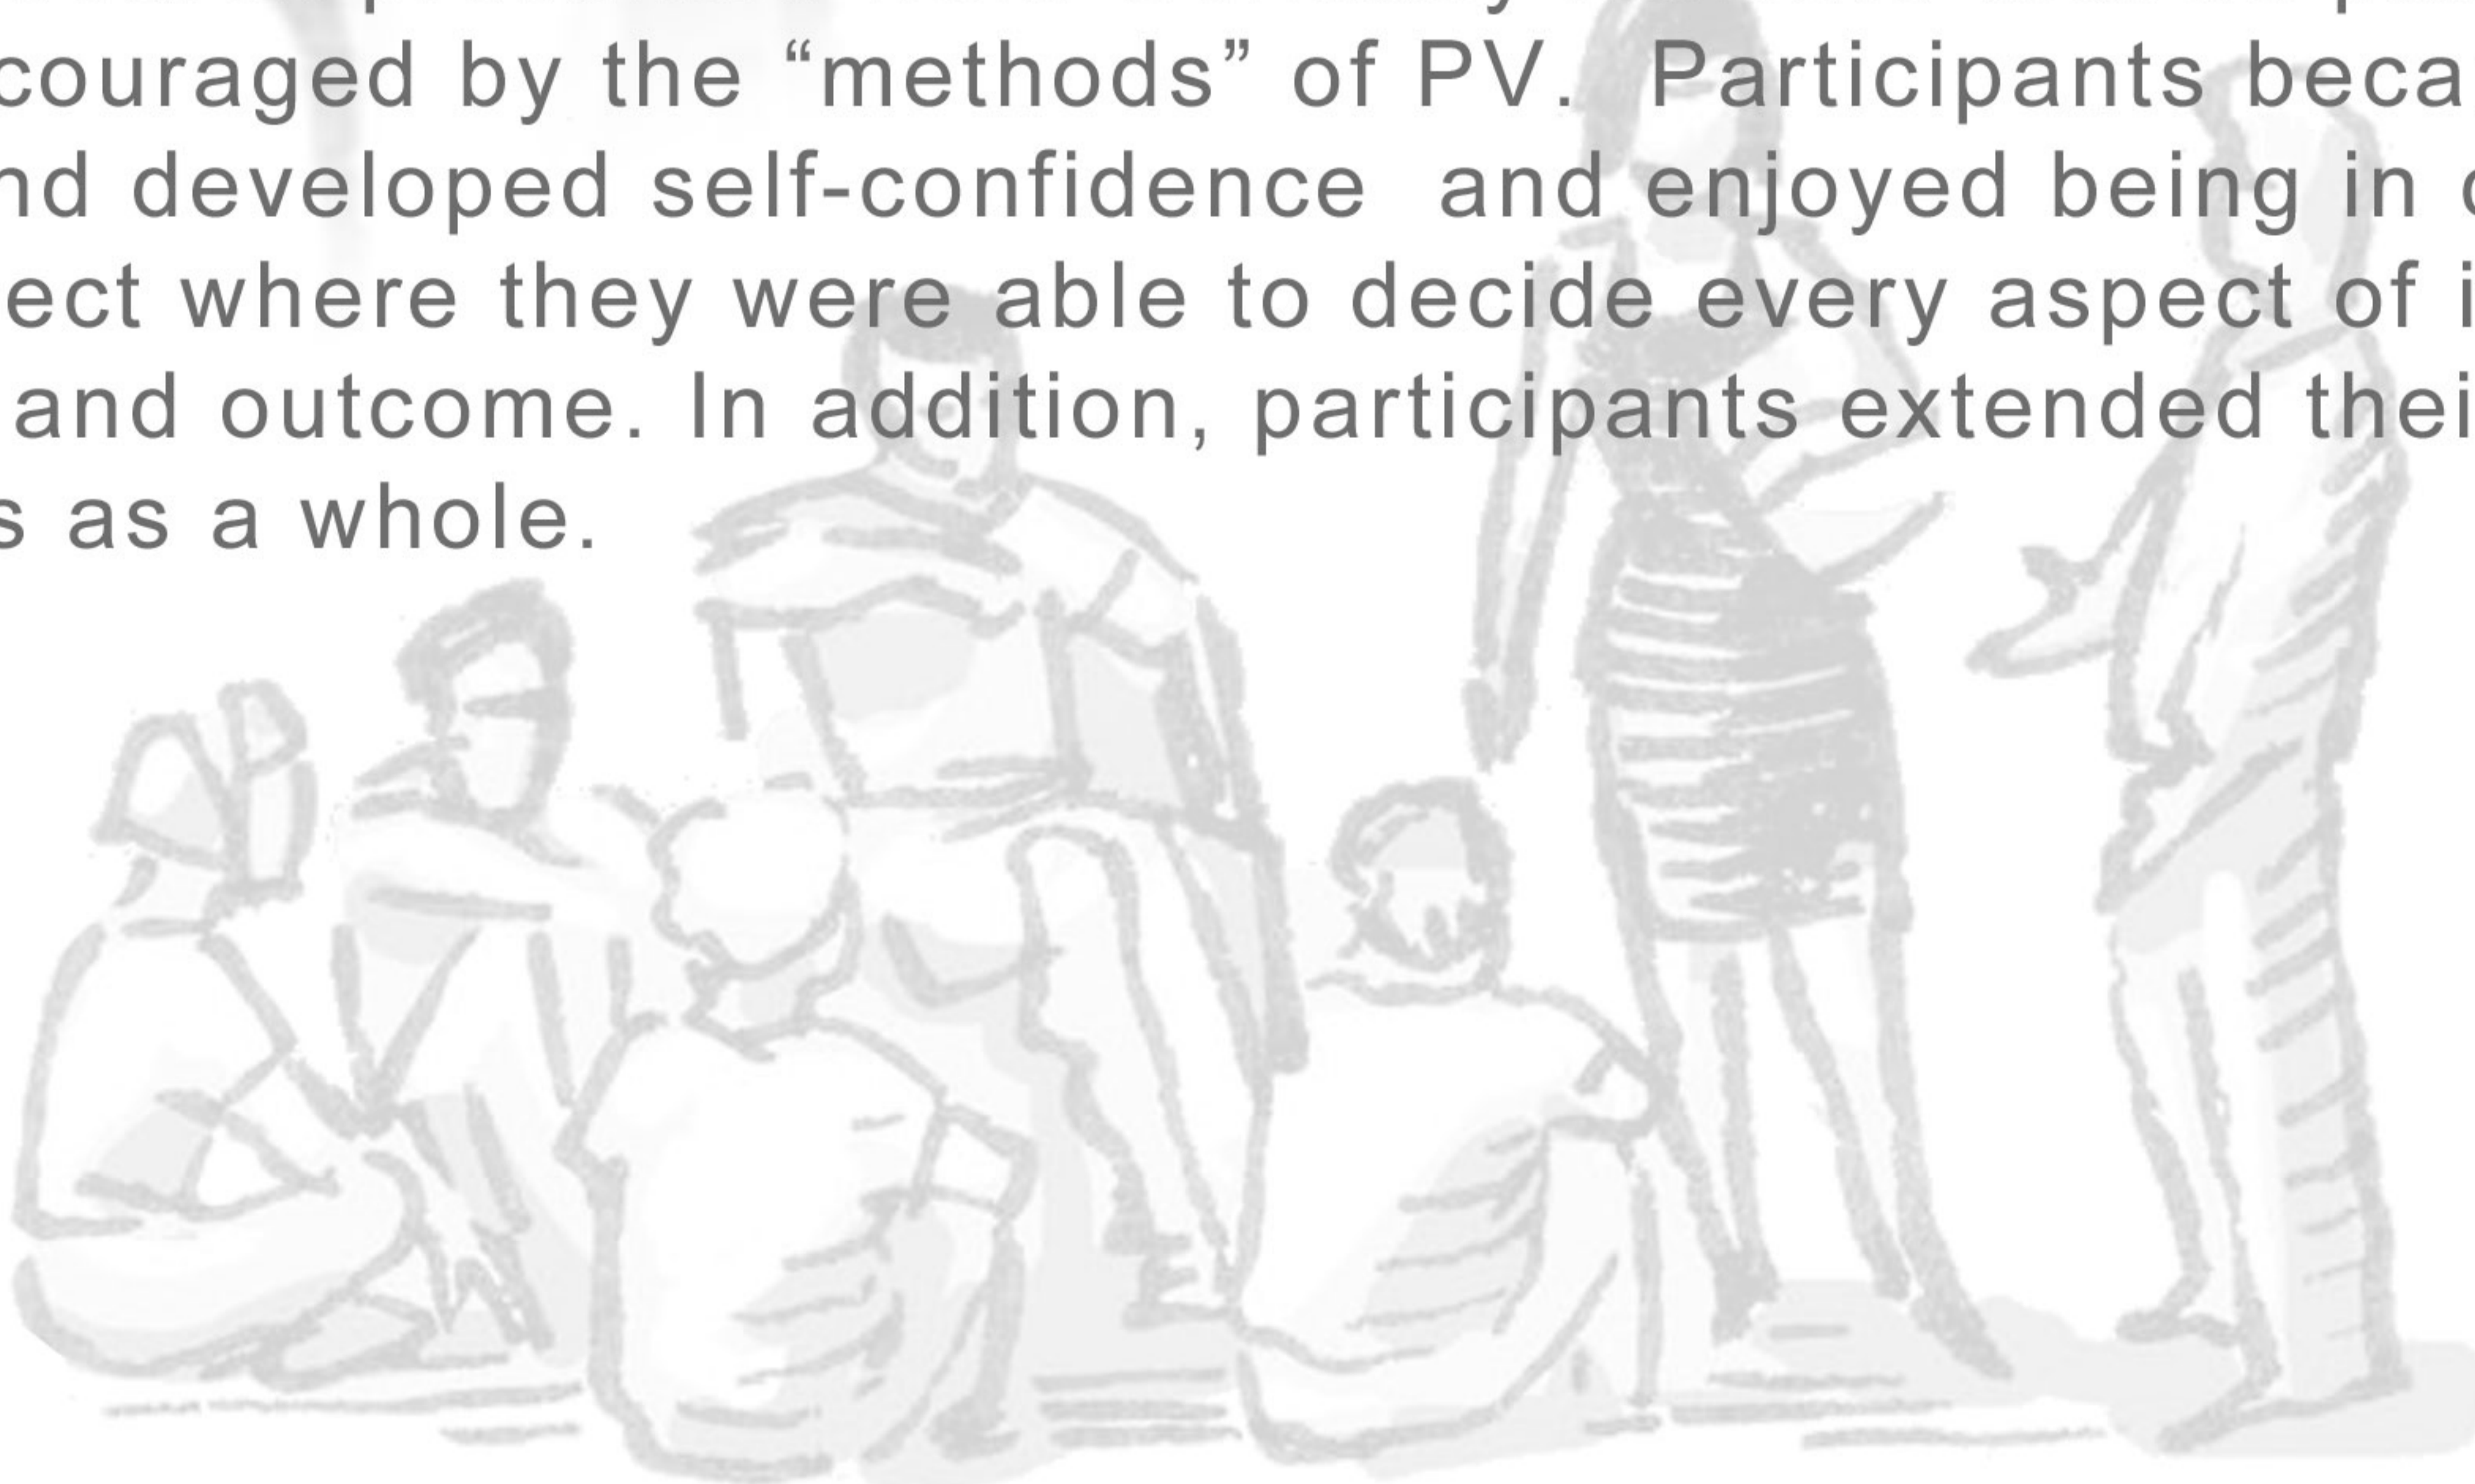 couraged by the “methods” of PV.  Participants beca
nd developed self-confidence  and enjoyed being in
ect where they were able to decide every aspect of i
and outcome. In addition, participants extended thei
s as a whole.